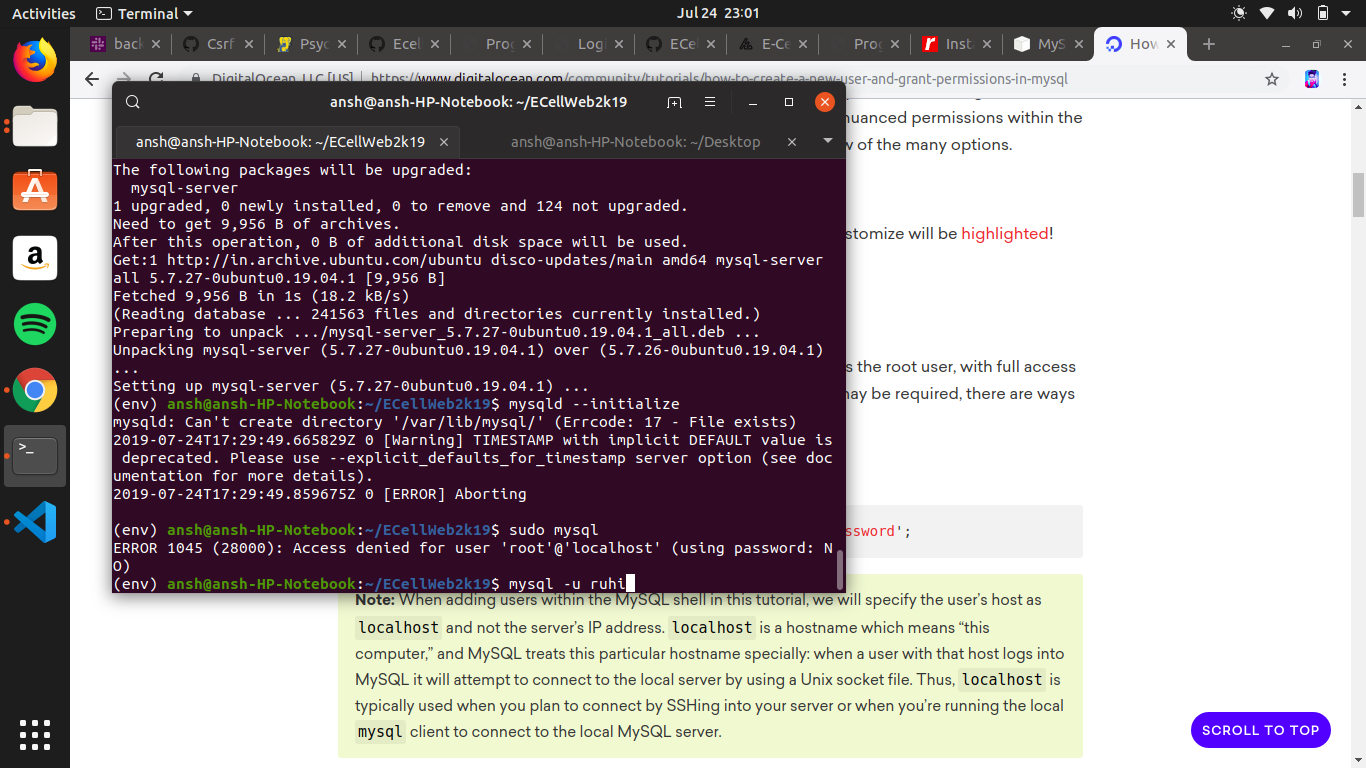 Activities
Terminal
Jul 24 23:01
back
Csrf
Psyc
Ecel
Prog
Logi
ECel
E-Ce
Prog
Inst
MyS
How
DigitalOcean, LLC [US]
https://www.digitalocean.com/community/tutorials/how-to-create-a-new-user-and-grant-permissions-in-mysql
ansh@ansh-HP-Notebook: ~/ECellWeb2k19
ansh@ansh-HP-Notebook: ~/ECellWeb2k19
ansh@ansh-HP-Notebook: ~/Desktop
The following packages will be upgraded:
mysql-server
1 upgraded, 0 newly installed, 0 to remove and 124 not upgraded.
Need to get 9,956 B of archives.
After this operation, 0 B of additional disk space will be used.
Get:1 http://in.archive.ubuntu.com/ubuntu disco-updates/main amd64 mysql-server
all 5.7.27-0ubuntu0.19.04.1 [9,956 B]
Fetched 9,956 B in 1s (18.2 kB/s)
(Reading database ... 241563 files and directories currently installed.)
Preparing to unpack .../mysql-server_5.7.27-0ubuntu0.19.04.1_all.deb ...
Unpacking mysql-server (5.7.27-0ubuntu0.19.04.1) over (5.7.26-0ubuntu0.19.04.1)
...
Setting up mysql-server (5.7.27-0ubuntu0.19.04.1) ...
(env) ansh@ansh-HP-Notebook:~/ECellWeb2k19$ mysqld --initialize
mysqld: Can't create directory '/var/lib/mysql/' (Errcode: 17 - File exists)
2019-07-24T17:29:49.665829Z 0 [Warning] TIMESTAMP with implicit DEFAULT value is
deprecated. Please use --explicit_defaults_for_timestamp server option (see doc
umentation for more details).
2019-07-24T17:29:49.859675Z 0 [ERROR] Aborting
(env) ansh@ansh-HP-Notebook:~/ECellWeb2k19$ sudo mysql
ERROR 1045 (28000): Access denied for user 'root'@'localhost' (using password: N
O)
(env) ansh@ansh-HP-Notebook:~/ECellWeb2k19$ mysql -u ruhi
nuanced permissions within the
w of the many options.
stomize will be highlighted!
s the root user, with full access
may be required, there are ways
ssword';
Note: When adding users within the MySQL shell in this tutorial, we will specify the user's host as
localhost and not the server's IP address. localhost is a hostname which means “this
computer,” and MySQL treats this particular hostname specially: when a user with that host logs into
MySQL it will attempt to connect to the local server by using a Unix socket file. Thus, localhost is
typically used when you plan to connect by SSHing into your server or when you're running the local
mysql client to connect to the local MySQL server.
SCROLL TO TOP